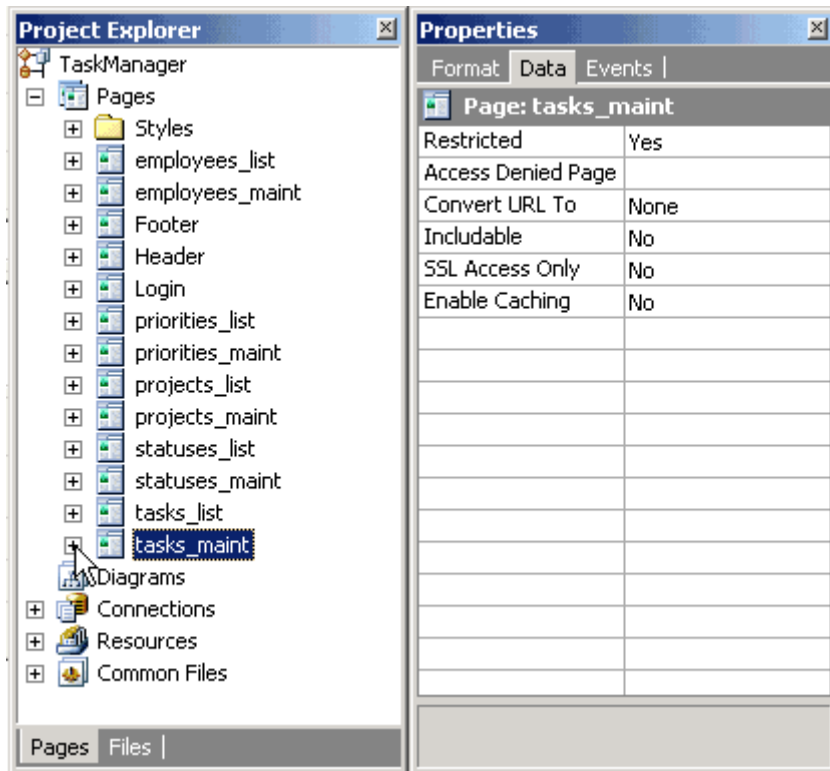 Project Explorer
TaskManager
Pages
Styles
employees_list
employees_maint
Footer
Header
Login
priorities_list
priorities_maint
projects_list
projects_maint
statuses_list
statuses_maint
tasks_list
tasks_maint
Diagrams
Connections
Resources
Common Files
Pages Files
Properties
Format Data Events
Page: tasks_maint
Restricted Yes
Access Denied Page
Convert URL To None
Includable No
SSL Access Only No
Enable Caching No